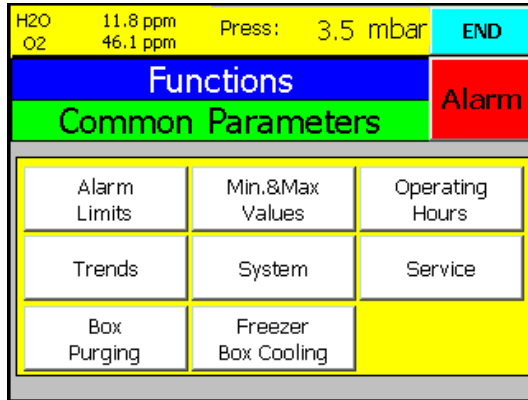 H2O 11.8 ppm Press: 3.5 mbar END
O2 46.1 ppm
Functions
Alarm
Common Parameters
Alarm Limits
Min.&Max Values
Operating Hours
Trends
System
Service
Box Purging
Freezer Box Cooling